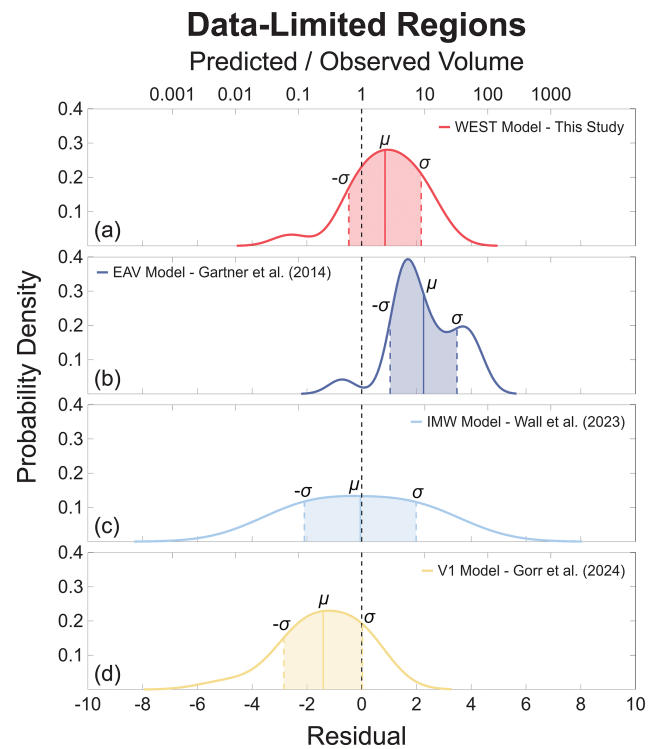 Data-Limited Regions
Predicted / Observed Volume
0.001 0.01 0.1 1 10 100 1000
0.4
0.3
0.2
0.1
WEST Model - This Study
-σ μ σ
(a)
0.4
0.3
0.2
0.1
EAV Model - Gartner et al. (2014)
-σ μ σ
(b)
Probability Density
0.4
0.3
0.2
0.1
IMW Model - Wall et al. (2023)
-σ μ σ
(c)
0.4
0.3
0.2
0.1
V1 Model - Gorr et al. (2024)
-σ μ σ
(d)
-10 -8 -6 -4 -2 0 2 4 6 8 10
Residual